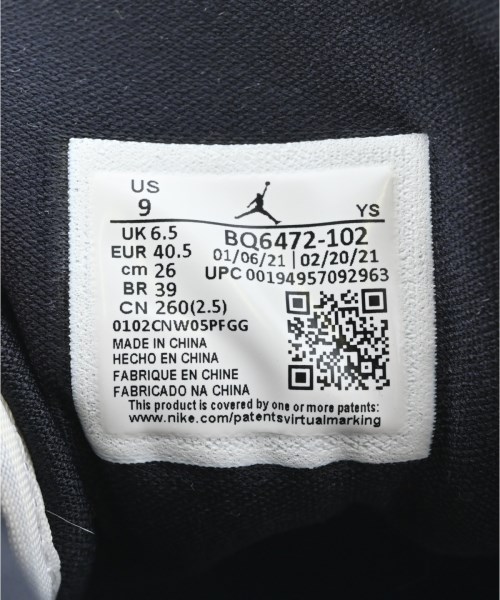 US
9 YS
UK 6.5
EUR 40.5
cm 26
BR 39
CN 260(2.5)
BQ6472-102
01/06/21 | 02/20/21
UPC 00194957092963
0102CNW05PFGG
MADE IN CHINA
HECHO EN CHINA
FABRIQUE EN CHINE
FABRICADO NA CHINA
This product is covered by one or more patents:
www.nike.com/patentsvirtualmarking